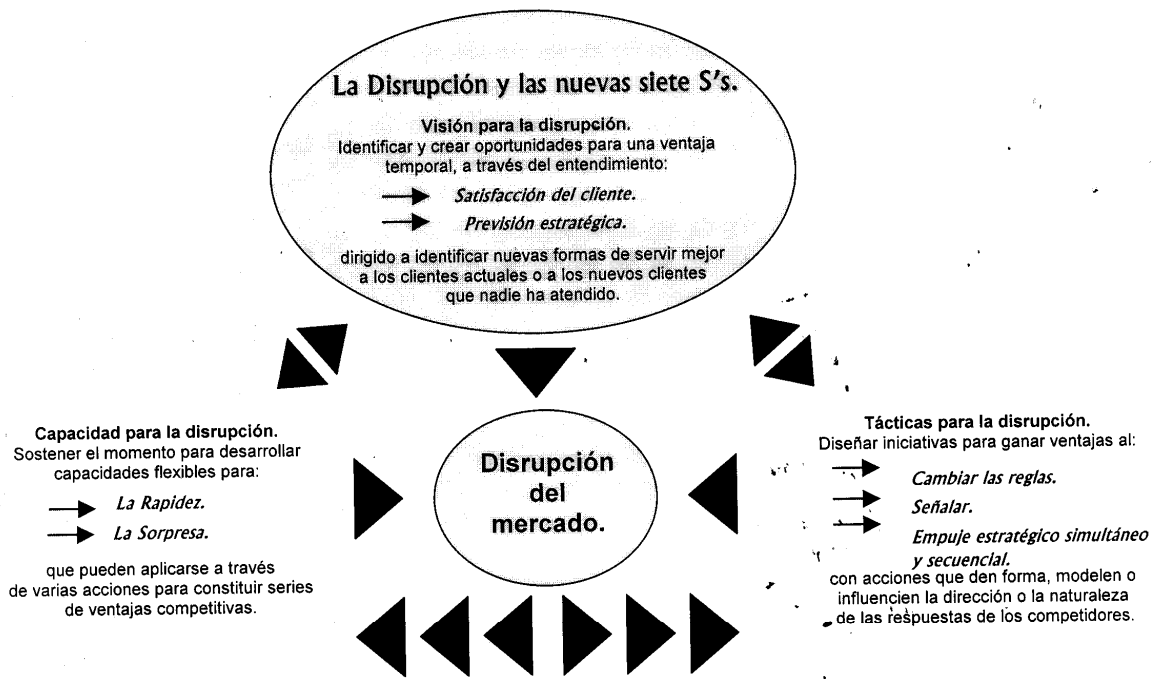 La Disrupción y las nuevas siete S's.
Visión para la disrupción.
Identificar y crear oportunidades para una ventaja
temporal, a través del entendimiento:
Satisfacción del cliente.
Previsión estratégica.
dirigido a identificar nuevas formas de servir mejor
a los clientes actuales o a los nuevos clientes
que nadie ha atendido.
Capacidad para la disrupción.
Sostener el momento para desarrollar
capacidades flexibles para:
La Rapidez.
La Sorpresa.
que pueden aplicarse a través
de varias acciones para constituir series
de ventajas competitivas.
Disrupción
del
mercado.
Tácticas para la disrupción.
Diseñar iniciativas para ganar ventajas al:
Cambiar las reglas.
Señalar.
Empuje estratégico simultáneo
y secuencial.
con acciones que den forma, modelen o
influencien la dirección o la naturaleza
de las respuestas de los competidores.